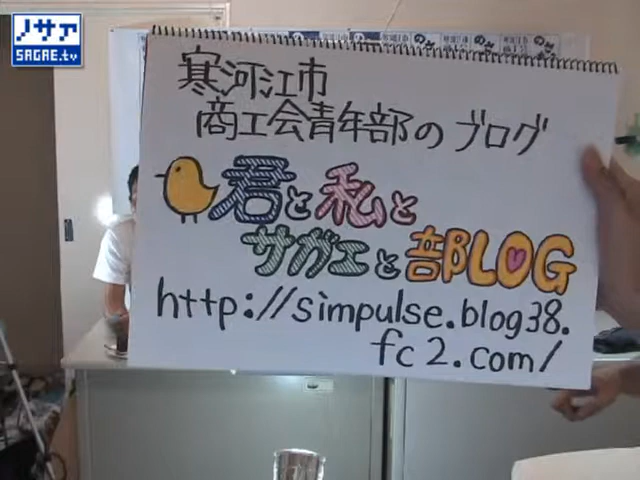 ノサア
SAGAE.tv
寒河江市
商工会青年部のブログ
君と私と
サガエと部BLOG
http://simpulse.blog38.
fc2.com/